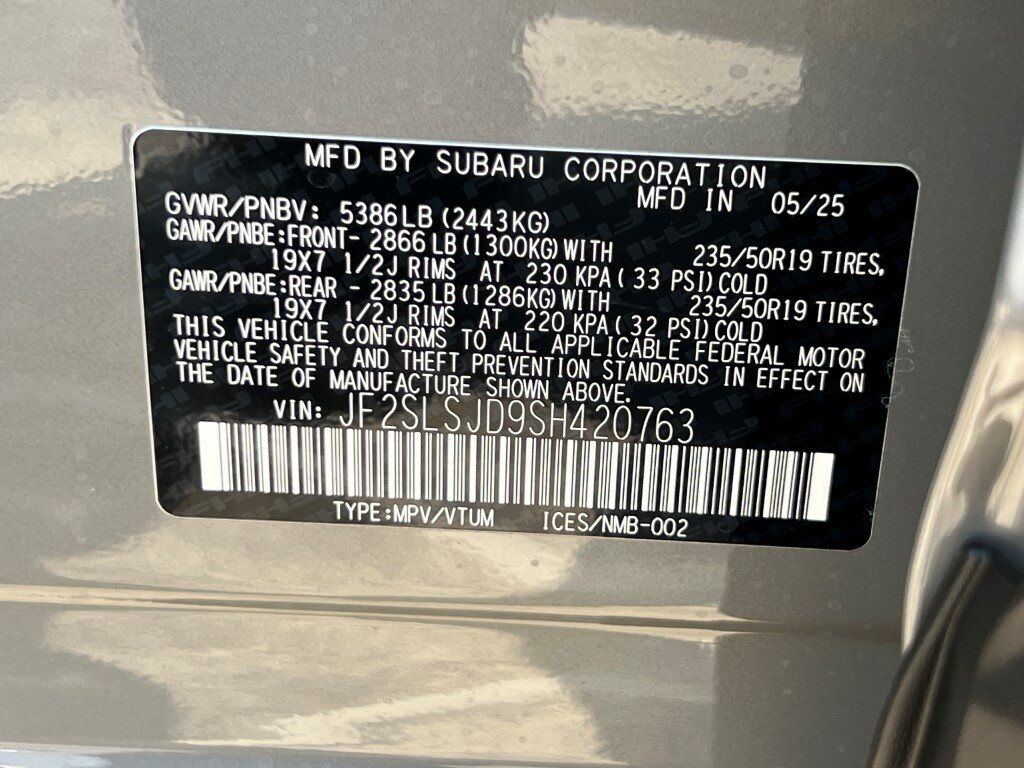 MFD BY SUBARU CORPORATION
MFD IN 05/25
GVWR/PNBV: 5386LB (2443KG)
GAWR/PNBE:FRONT- 2866 LB (1300KG) WITH 235/50R19 TIRES,
19X7 1/2J RIMS AT 230 KPA( 33 PSI) COLD
GAWR/PNBE:REAR - 2835 LB (1286KG) WITH 235/50R19 TIRES,
19X7 1/2J RIMS AT 220 KPA( 32 PSI) COLD
THIS VEHICLE CONFORMS TO ALL APPLICABLE FEDERAL MOTOR
VEHICLE SAFETY AND THEFT PREVENTION STANDARDS IN EFFECT ON
THE DATE OF MANUFACTURE SHOWN ABOVE.
VIN: JF2SLSJD9SH420763
TYPE:MPV/VTUM ICES/NMB-002